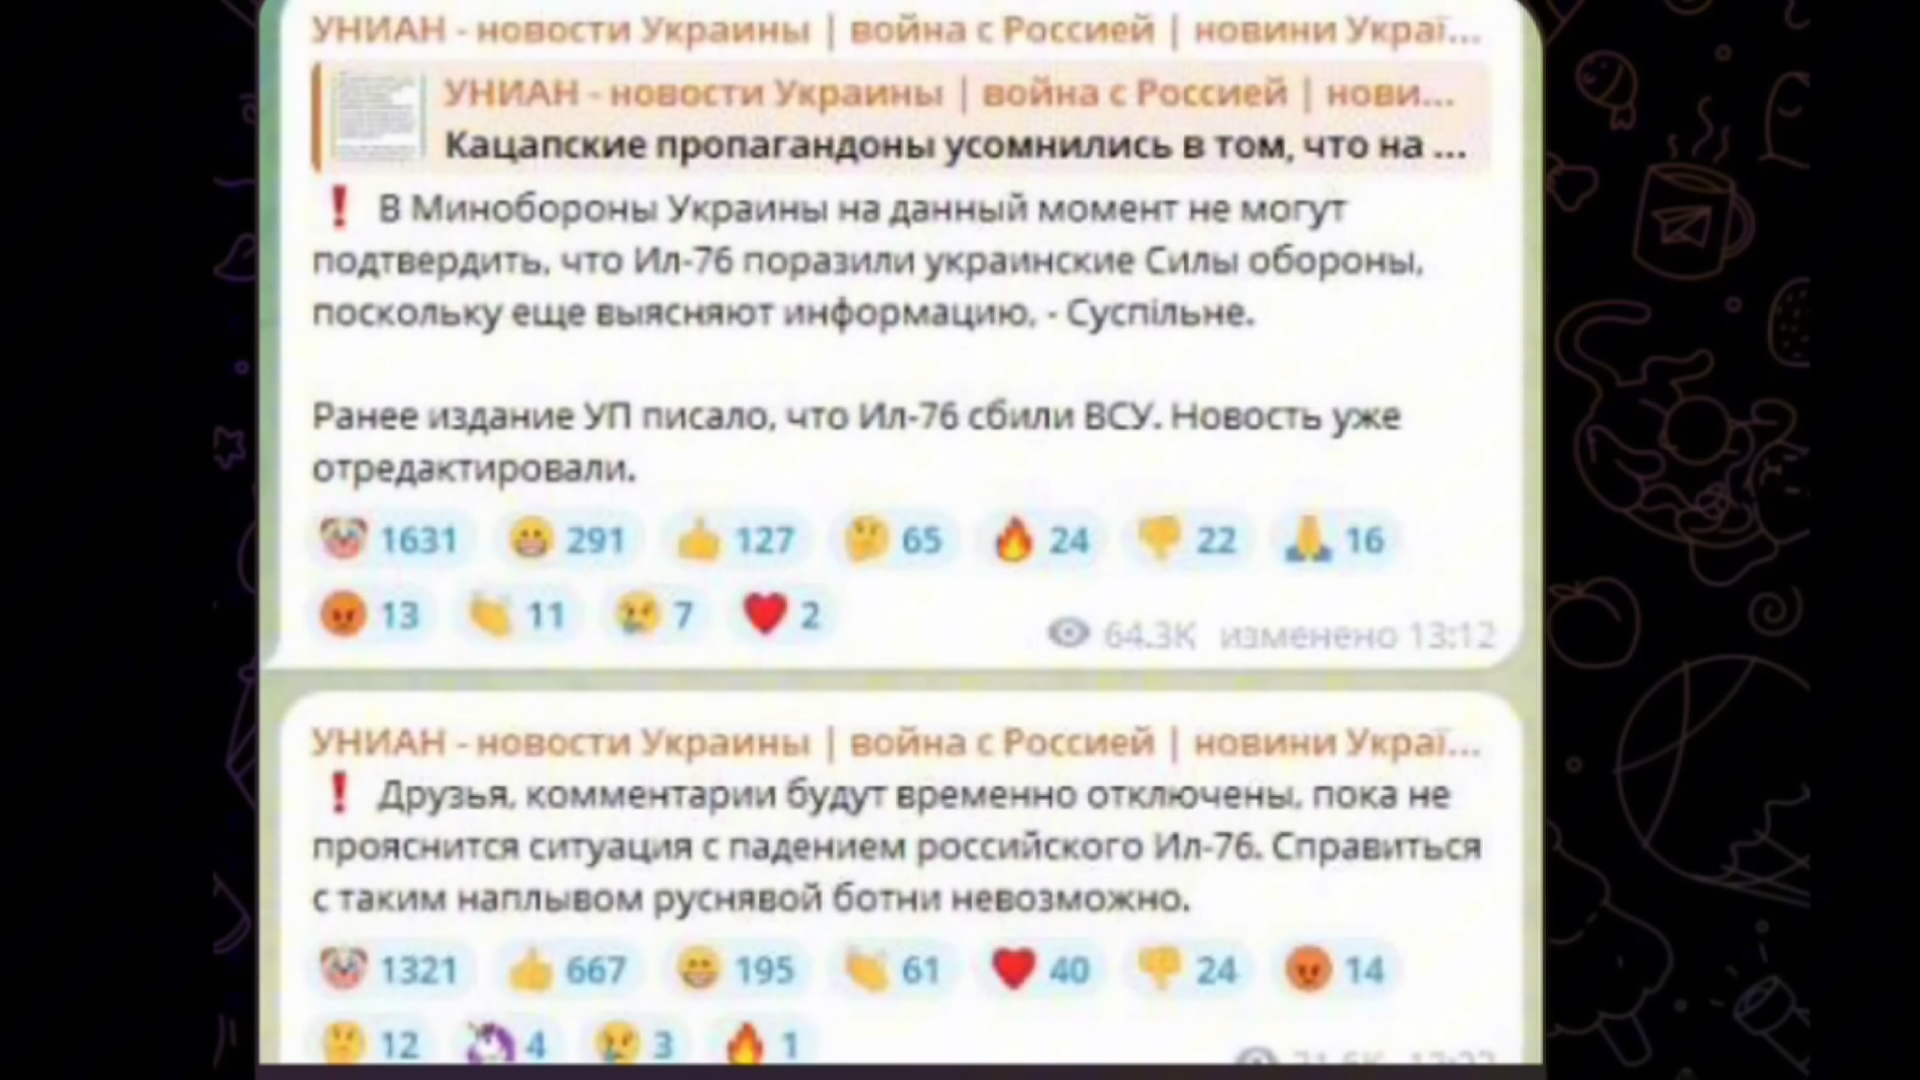 УНИАН - новости Украины | война с Россией | новини Украї...
УНИАН - новости Украины | война с Россией | нови...
Кацапские пропагандоны усомнились в том, что на ...
❗ В Минобороны Украины на данный момент не могут
подтвердить, что Ил-76 поразили украинские Силы обороны,
поскольку еще выясняют информацию, - Суспільне.
Ранее издание УП писало, что Ил-76 сбили ВСУ. Новость уже
отредактировали.
🤡 1631 😁 291 👍 127 🤔 65 🔥 24 👎 22 🙏 16
😡 13 👏 11 😢 7 ❤ 2
64.3K изменено 13:12
УНИАН - новости Украины | война с Россией | новини Украї...
❗ Друзья, комментарии будут временно отключены, пока не
прояснится ситуация с падением российского Ил-76. Справиться
с таким наплывом руснявой ботни невозможно.
🤡 1321 👍 667 😁 195 👏 61 ❤ 40 👎 24 😡 14
🤔 12 🦄 4 😢 3 🔥 1